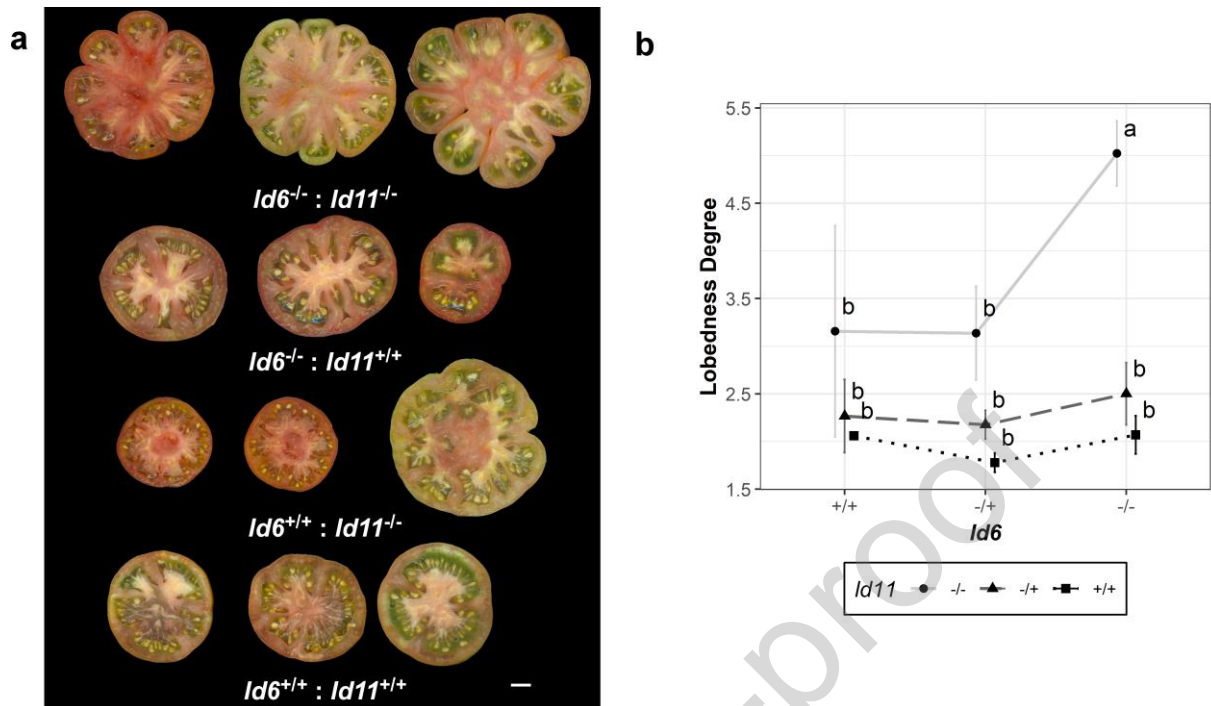 a
ld6-/- : ld11-/-
ld6-/- : ld11+/+
ld6+/+ : ld11-/-
ld6+/+ : ld11+/+
b
Lobedness Degree
5.5
4.5
3.5
2.5
1.5
a
b
b
b
b
b
b
b
b
+/+
-/+
-/-
ld6
ld11 -/- -/+ +/+
proof